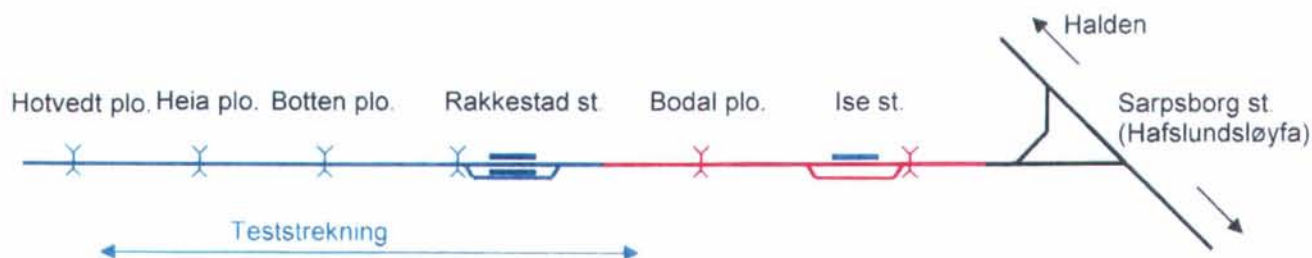 Halden
Hotvedt plo. Heia plo. Botten plo. Rakkestad st. Bodal plo. Ise st. Sarpsborg st.
(Hafslundsløyfa)
Teststrekning